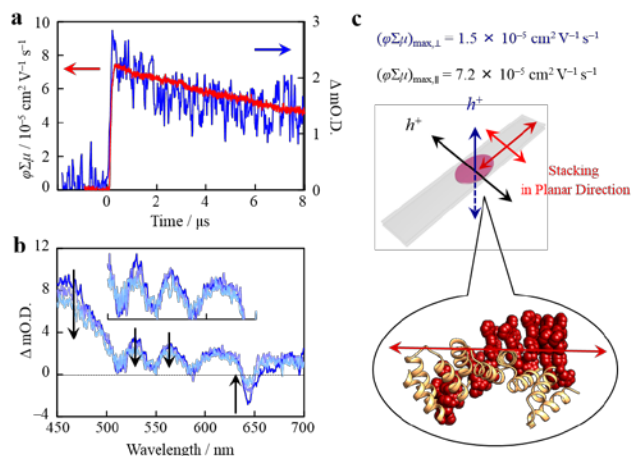 a
φΣμ / 10⁻⁵ cm² V⁻¹ s⁻¹
10
8
6
4
2
0
3
2
1
0
Δ mO.D.
0 2 4 6 8
Time / μs
b
Δ mO.D.
12
8
4
0
−4
450 500 550 600 650 700
Wavelength / nm
c
(φΣμ)max,⊥ = 1.5 × 10⁻⁵ cm² V⁻¹ s⁻¹
(φΣμ)max,∥ = 7.2 × 10⁻⁵ cm² V⁻¹ s⁻¹
h⁺
h⁺
Stacking
in Planar Direction